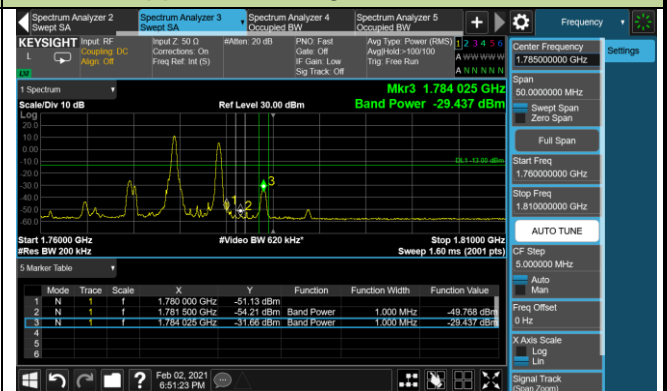 Spectrum Analyzer 2
Swept SA
Spectrum Analyzer 3
Swept SA
Spectrum Analyzer 4
Occupied BW
Spectrum Analyzer 5
Occupied BW
+
Frequency
KEYSIGHT
L
Input: RF
Coupling: DC
Align: Off
Input Z: 50 Ω
Corrections: On
Freq Ref: Int (S)
#Atten: 20 dB
PNO: Fast
Gate: Off
IF Gain: Low
Sig Track: Off
Avg Type: Power (RMS)
Avg|Hold:>100/100
Trig: Free Run
1 2 3 4 5 6
A W W W W W
A N N N N N
1 Spectrum
Scale/Div 10 dB
Log
Ref Level 30.00 dBm
Mkr3 1.784 025 GHz
Band Power -29.437 dBm
20.0
10.0
0.00
-10.0
-20.0
-30.0
-40.0
-50.0
-60.0
DL1 -13.00 dBm
1
2
3
Start 1.76000 GHz
#Res BW 200 kHz
#Video BW 620 kHz*
Stop 1.81000 GHz
Sweep 1.60 ms (2001 pts)
5 Marker Table
Mode Trace Scale X Y Function Function Width Function Value
1 N 1 f 1.780 000 GHz -51.13 dBm
2 N 1 f 1.781 500 GHz -54.21 dBm Band Power 1.000 MHz -49.768 dBm
3 N 1 f 1.784 025 GHz -31.66 dBm Band Power 1.000 MHz -29.437 dBm
4
5
6
Feb 02, 2021
6:51:23 PM
Center Frequency
1.785000000 GHz
Settings
Span
50.0000000 MHz
Swept Span
Zero Span
Full Span
Start Freq
1.760000000 GHz
Stop Freq
1.810000000 GHz
AUTO TUNE
CF Step
5.000000 MHz
Auto
Man
Freq Offset
0 Hz
X Axis Scale
Log
Lin
Signal Track
(Span Zoom)